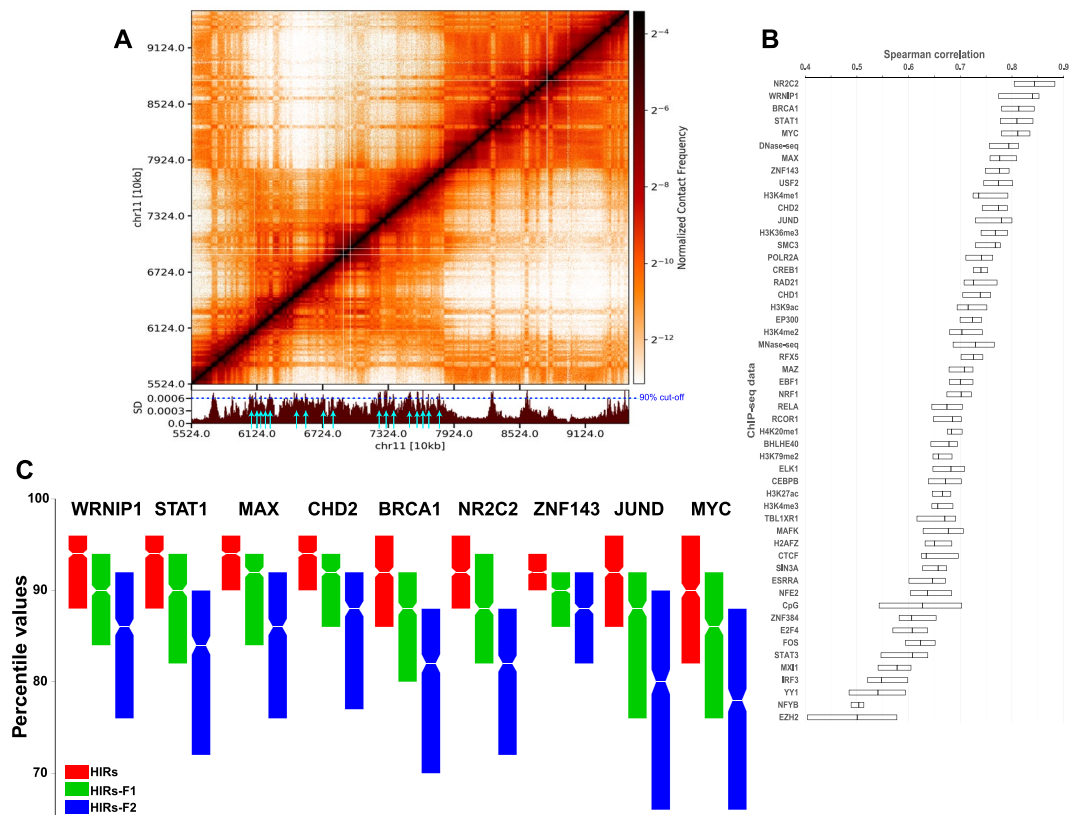 A
9124.0
8524.0
7924.0
7324.0
6724.0
6124.0
5524.0
chr11 [10kb]
2⁻⁴
2⁻⁶
2⁻⁸
2⁻¹⁰
2⁻¹²
Normalized Contact Frequency
0.0006
0.0003
0.0
SD
90% cut-off
5524.0 6124.0 6724.0 7324.0 7924.0 8524.0 9124.0
chr11 [10kb]
B
Spearman correlation
0.4 0.5 0.6 0.7 0.8 0.9
ChIP-seq data
NR2C2
WRNIP1
BRCA1
STAT1
MYC
DNase-seq
MAX
ZNF143
USF2
H3K4me1
CHD2
JUND
H3K36me3
SMC3
POLR2A
CREB1
RAD21
CHD1
H3K9ac
EP300
H3K4me2
MNase-seq
RFX5
MAZ
EBF1
NRF1
RELA
RCOR1
H4K20me1
BHLHE40
H3K79me2
ELK1
CEBPB
H3K27ac
H3K4me3
TBL1XR1
MAFK
H2AFZ
CTCF
SIN3A
ESRRA
NFE2
CpG
ZNF384
E2F4
FOS
STAT3
MXI1
IRF3
YY1
NFYB
EZH2
C
Percentile values
100
90
80
70
WRNIP1 STAT1 MAX CHD2 BRCA1 NR2C2 ZNF143 JUND MYC
HIRs
HIRs-F1
HIRs-F2